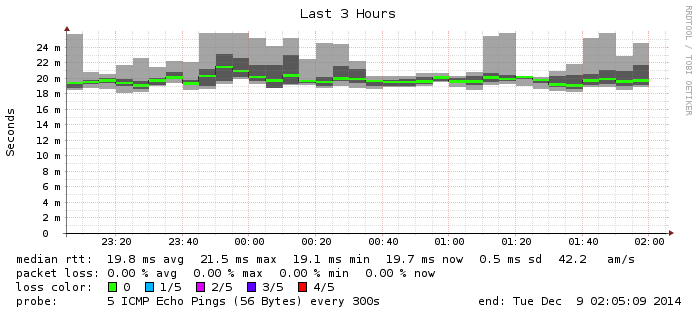 Last 3 Hours
RRDTOOL / TOBI OETIKER
Seconds
24 m
22 m
20 m
18 m
16 m
14 m
12 m
10 m
8 m
6 m
4 m
2 m
0
23:20 23:40 00:00 00:20 00:40 01:00 01:20 01:40 02:00
median rtt: 19.8 ms avg 21.5 ms max 19.1 ms min 19.7 ms now 0.5 ms sd 42.2 am/s
packet loss: 0.00 % avg 0.00 % max 0.00 % min 0.00 % now
loss color: 0 1/5 2/5 3/5 4/5
probe: 5 ICMP Echo Pings (56 Bytes) every 300s end: Tue Dec 9 02:05:09 2014